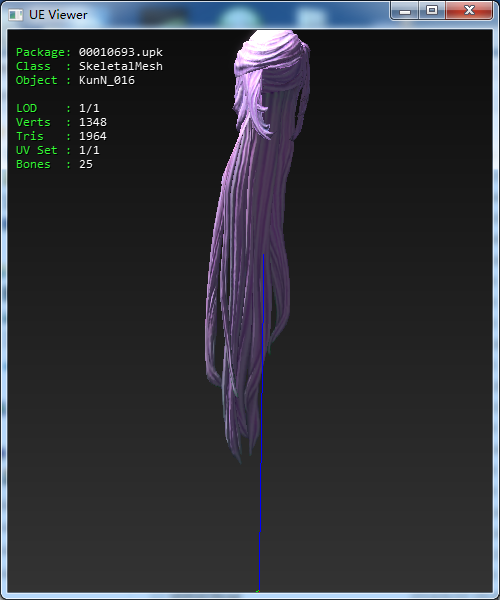 UE Viewer
Package: 00010693.upk
Class : SkeletalMesh
Object : KunN_016
LOD : 1/1
Verts : 1348
Tris : 1964
UV Set : 1/1
Bones : 25